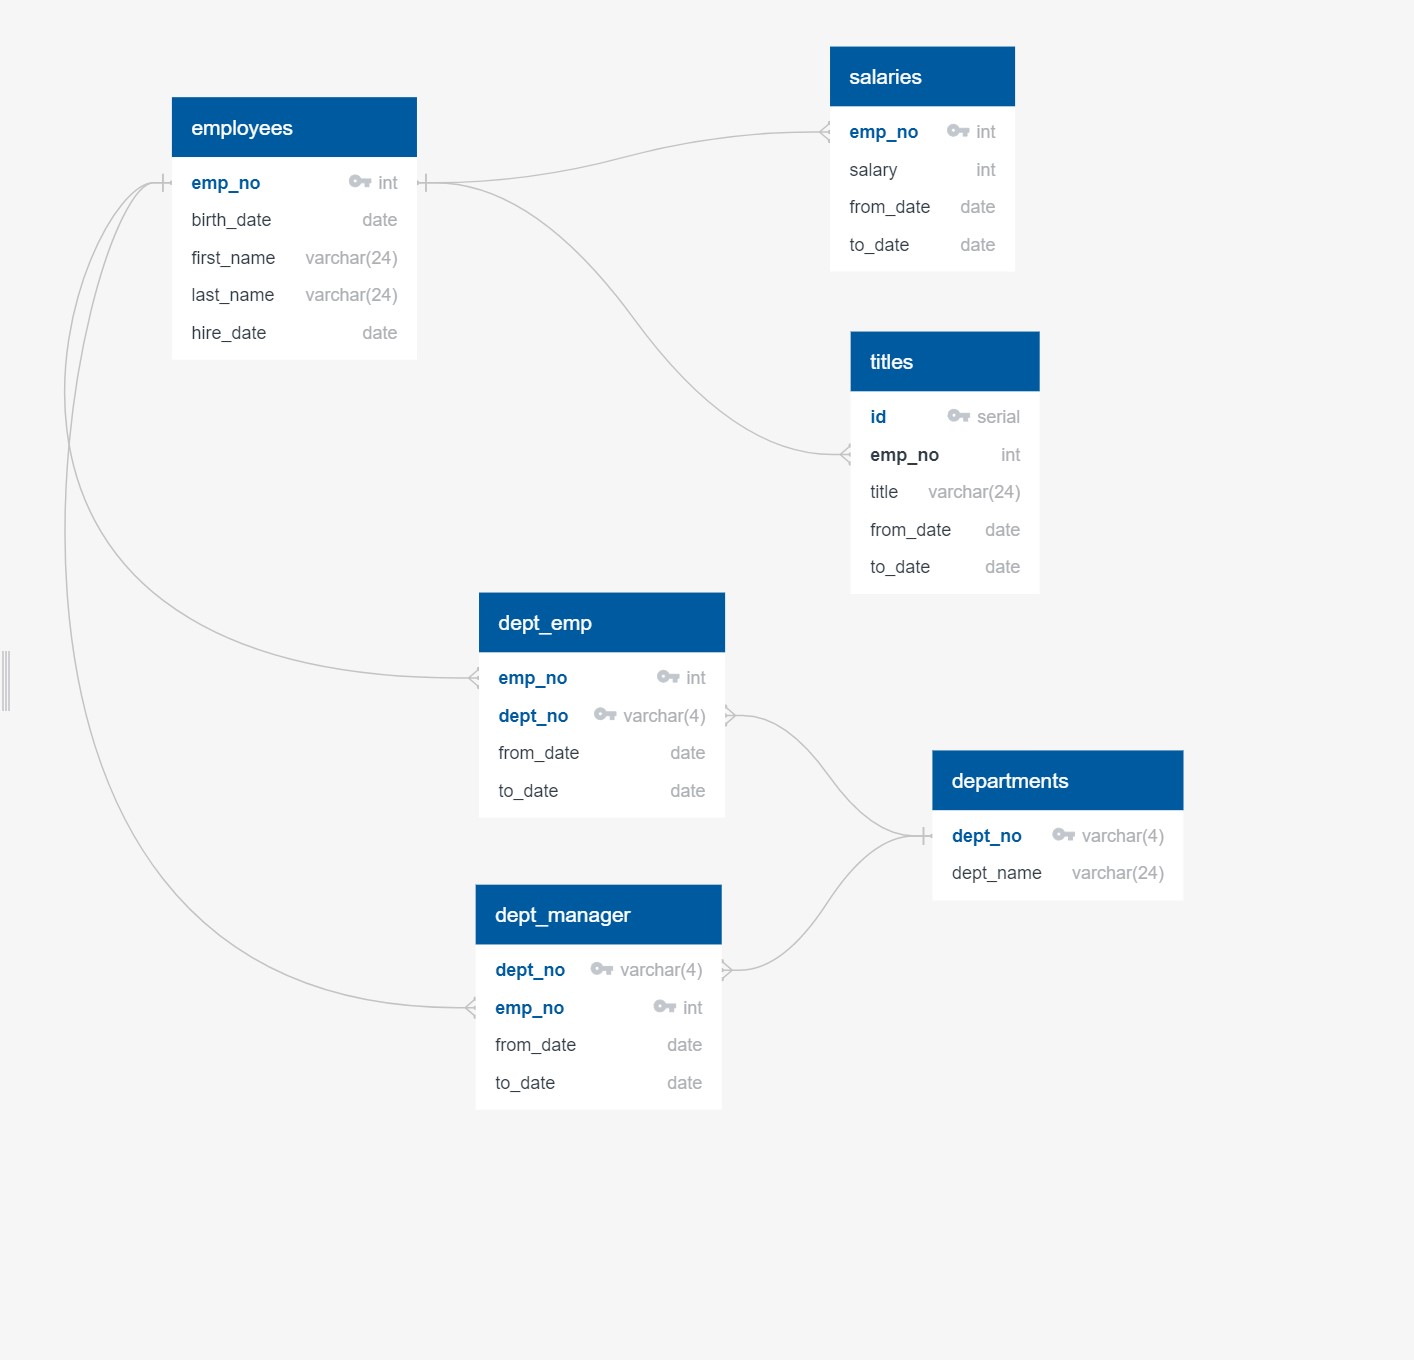 employees
emp_no int
birth_date date
first_name varchar(24)
last_name varchar(24)
hire_date date
salaries
emp_no int
salary int
from_date date
to_date date
titles
id serial
emp_no int
title varchar(24)
from_date date
to_date date
dept_emp
emp_no int
dept_no varchar(4)
from_date date
to_date date
departments
dept_no varchar(4)
dept_name varchar(24)
dept_manager
dept_no varchar(4)
emp_no int
from_date date
to_date date